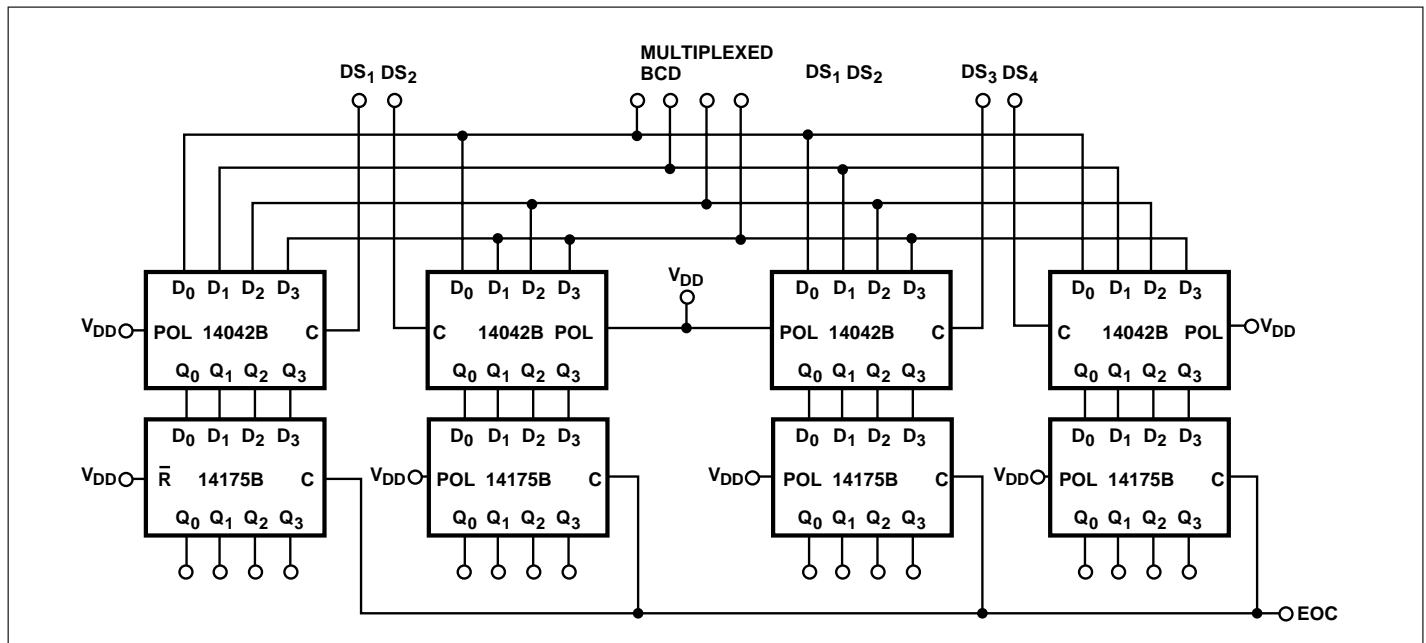 MULTIPLEXED
BCD
DS1 DS2
DS1 DS2
DS3 DS4
D0 D1 D2 D3
VDD POL 14042B C
Q0 Q1 Q2 Q3
D0 D1 D2 D3
C 14042B POL
Q0 Q1 Q2 Q3
VDD
D0 D1 D2 D3
POL 14042B C
Q0 Q1 Q2 Q3
D0 D1 D2 D3
C 14042B POL VDD
Q0 Q1 Q2 Q3
D0 D1 D2 D3
VDD R̅ 14175B C
Q0 Q1 Q2 Q3
D0 D1 D2 D3
VDD POL 14175B C
Q0 Q1 Q2 Q3
D0 D1 D2 D3
VDD POL 14175B C
Q0 Q1 Q2 Q3
D0 D1 D2 D3
VDD POL 14175B C
Q0 Q1 Q2 Q3
EOC